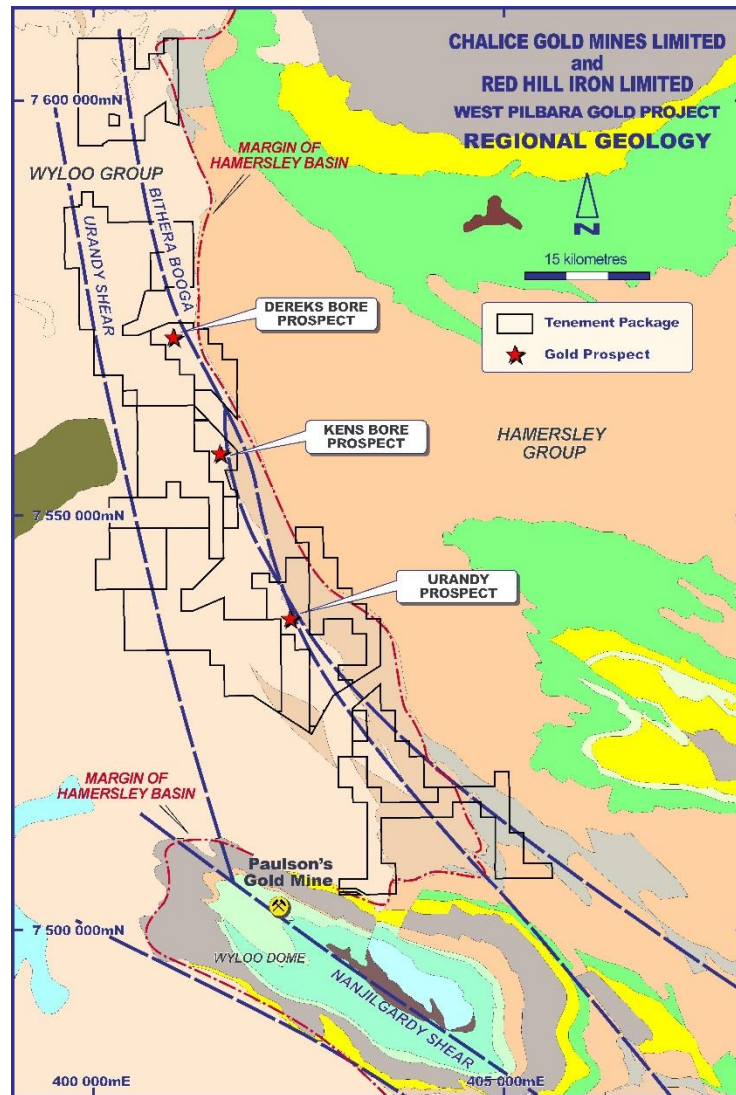 CHALICE GOLD MINES LIMITED
and
RED HILL IRON LIMITED
WEST PILBARA GOLD PROJECT
REGIONAL GEOLOGY
7 600 000mN
MARGIN OF
HAMERSLEY BASIN
WYLOO GROUP
BITHERA BOOGA
URANDY SHEAR
N
15 kilometres
DEREKS BORE
PROSPECT
Tenement Package
Gold Prospect
KENS BORE
PROSPECT
HAMERSLEY
GROUP
7 550 000mN
URANDY
PROSPECT
MARGIN OF
HAMERSLEY BASIN
Paulson's
Gold Mine
7 500 000mN
WYLOO DOME
NANJILGARDY SHEAR
400 000mE
405 000mE